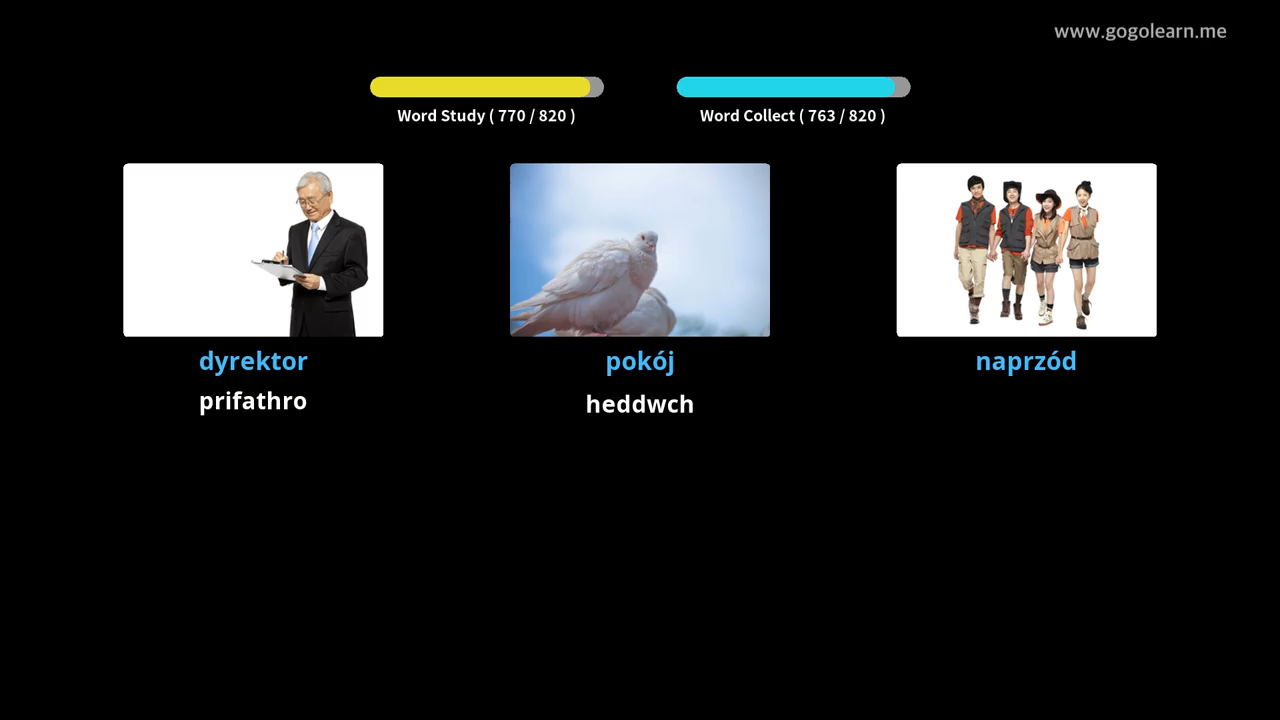 www.gogolearn.me
Word Study ( 770 / 820 )
Word Collect ( 763 / 820 )
dyrektor
prifathro
pokój
heddwch
naprzód